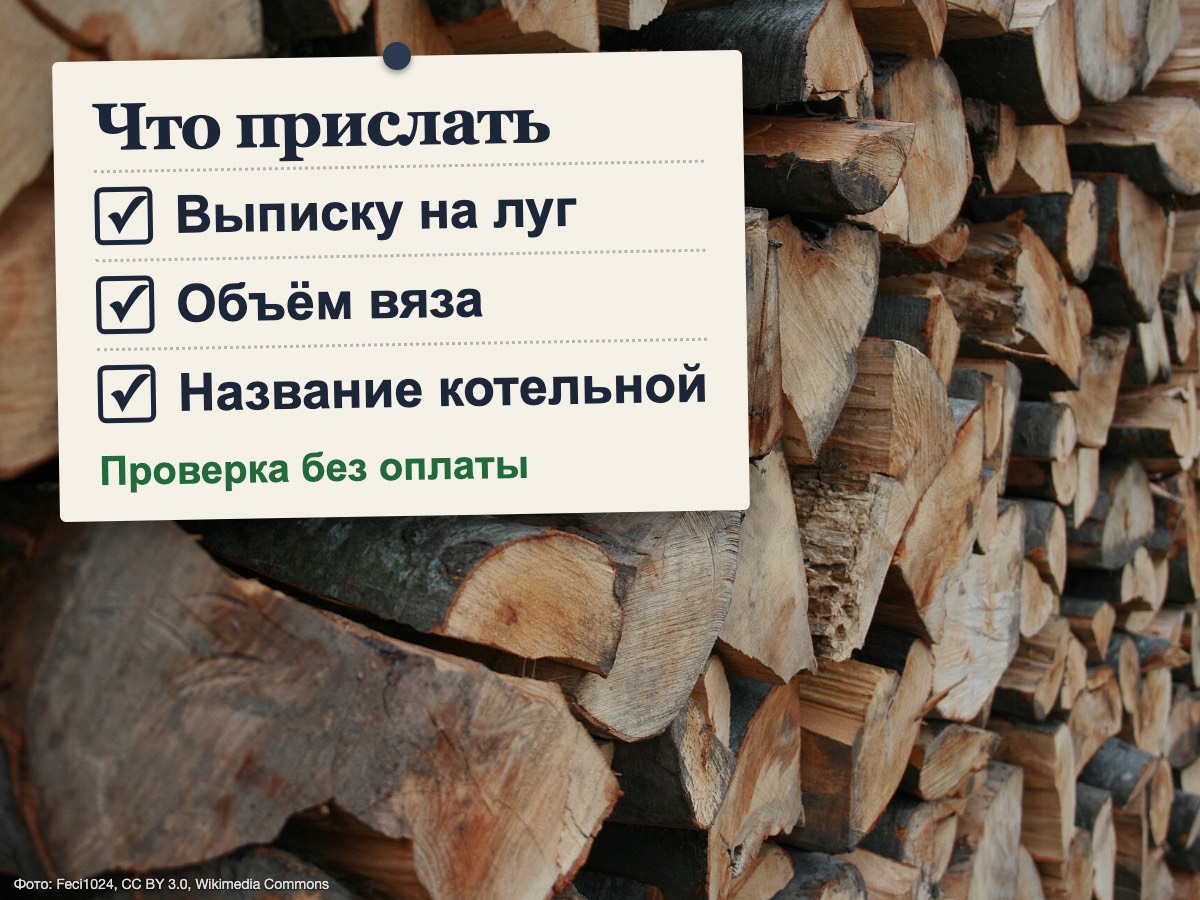 Что прислать
Выписку на луг
Объём вяза
Название котельной
Проверка без оплаты
Фото: Feci1024, CC BY 3.0, Wikimedia Commons